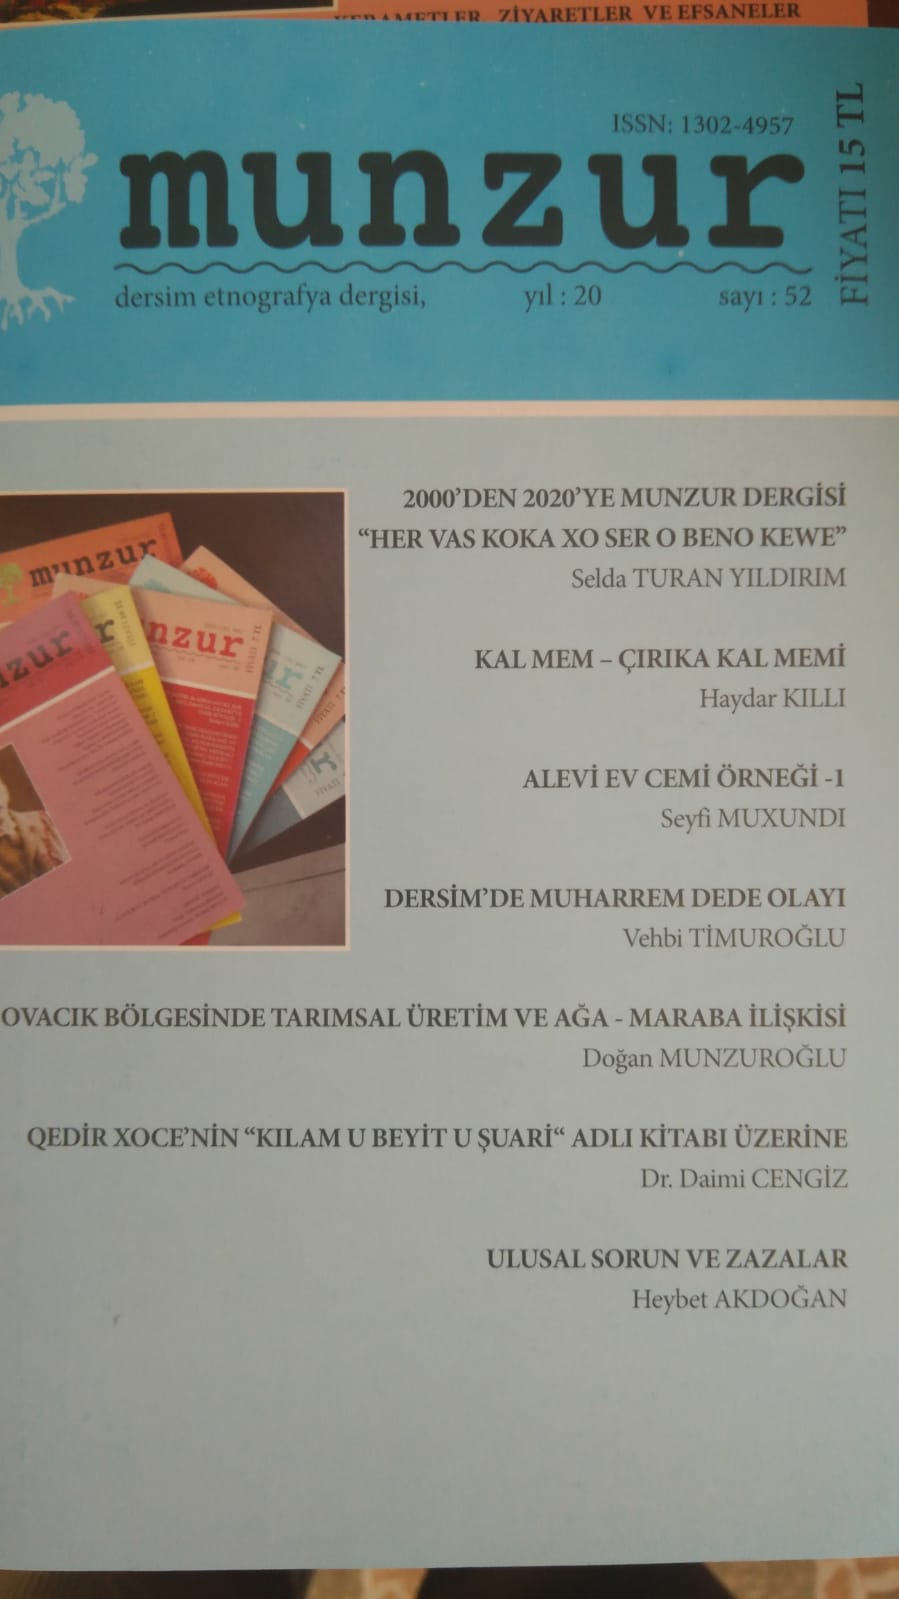 ZİYARETLER VE EFSANELER
ISSN: 1302-4957
munzur
FİYATI 15 TL
dersim etnografya dergisi, yıl : 20 sayı : 52
2000’DEN 2020’YE MUNZUR DERGİSİ
“HER VAS KOKA XO SER O BENO KEWE”
Selda TURAN YILDIRIM
KAL MEM – ÇIRIKA KAL MEMİ
Haydar KILLI
ALEVİ EV CEMİ ÖRNEĞİ -1
Seyfi MUXUNDI
DERSİM’DE MUHARREM DEDE OLAYI
Vehbi TİMUROĞLU
OVACIK BÖLGESİNDE TARIMSAL ÜRETİM VE AĞA - MARABA İLİŞKİSİ
Doğan MUNZUROĞLU
QEDİR XOCE’NİN “KILAM U BEYİT U ŞUARİ“ ADLI KİTABI ÜZERİNE
Dr. Daimi CENGİZ
ULUSAL SORUN VE ZAZALAR
Heybet AKDOĞAN
munzur
nzur
zur